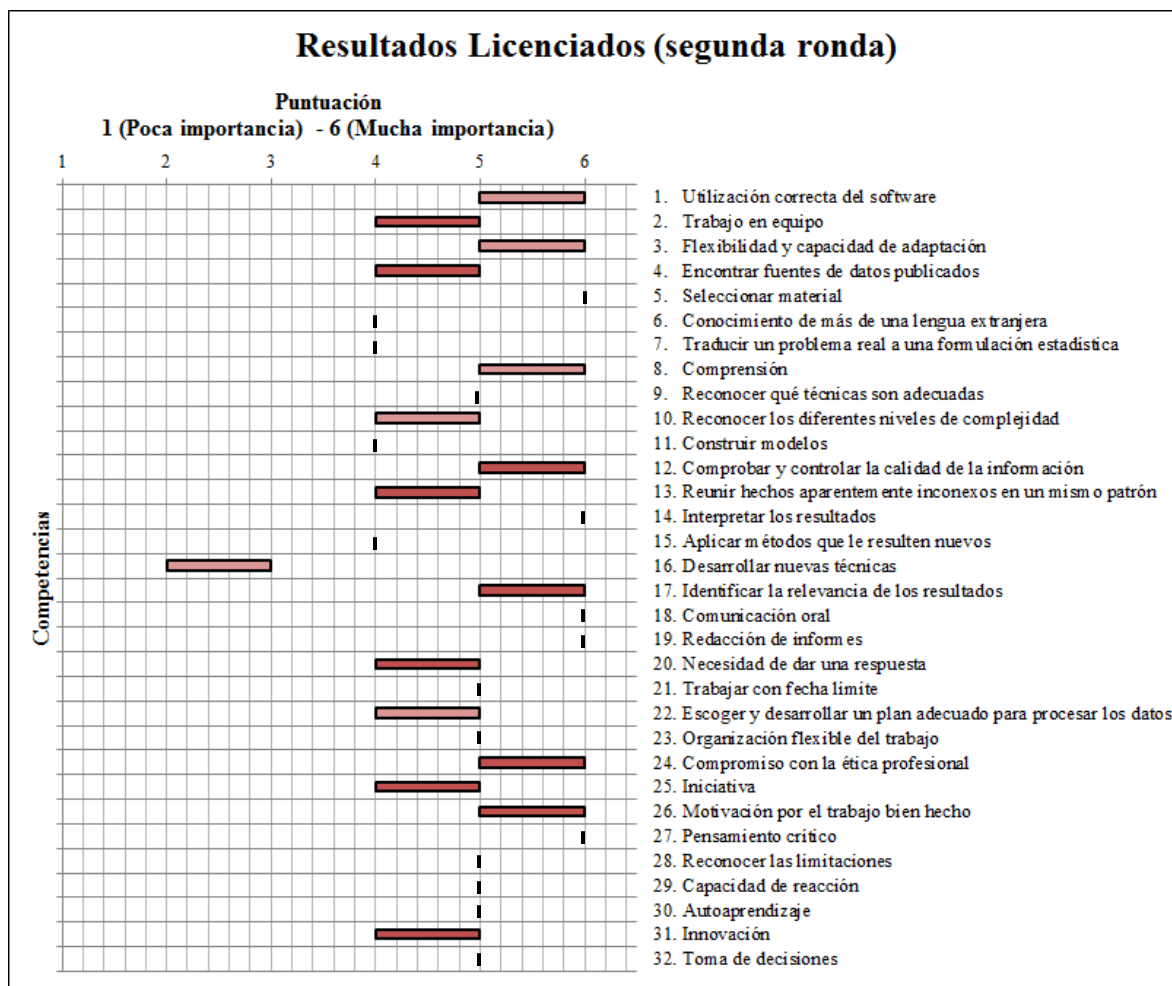 Resultados Licenciados (segunda ronda)
Puntuación
1 (Poca importancia) - 6 (Mucha importancia)
1 2 3 4 5 6
Competencias
1. Utilización correcta del software
2. Trabajo en equipo
3. Flexibilidad y capacidad de adaptación
4. Encontrar fuentes de datos publicados
5. Seleccionar material
6. Conocimiento de más de una lengua extranjera
7. Traducir un problema real a una formulación estadística
8. Comprensión
9. Reconocer qué técnicas son adecuadas
10. Reconocer los diferentes niveles de complejidad
11. Construir modelos
12. Comprobar y controlar la calidad de la información
13. Reunir hechos aparentemente inconexos en un mismo patrón
14. Interpretar los resultados
15. Aplicar métodos que le resulten nuevos
16. Desarrollar nuevas técnicas
17. Identificar la relevancia de los resultados
18. Comunicación oral
19. Redacción de informes
20. Necesidad de dar una respuesta
21. Trabajar con fecha límite
22. Escoger y desarrollar un plan adecuado para procesar los datos
23. Organización flexible del trabajo
24. Compromiso con la ética profesional
25. Iniciativa
26. Motivación por el trabajo bien hecho
27. Pensamiento crítico
28. Reconocer las limitaciones
29. Capacidad de reacción
30. Autoaprendizaje
31. Innovación
32. Toma de decisiones